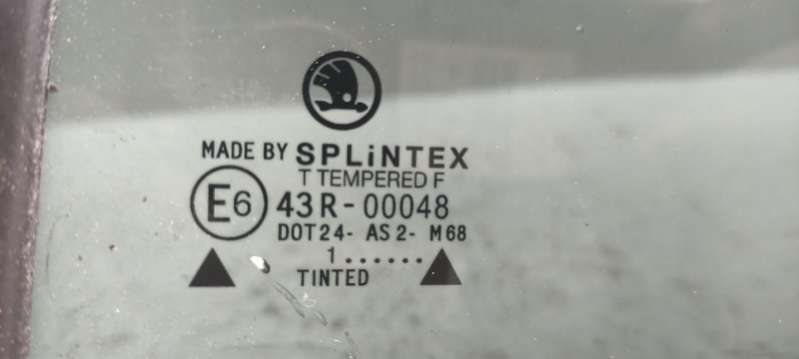 MADE BY SPLiNTEX
T TEMPERED F
E6 43R-00048
DOT24- AS2- M68
1......
TINTED